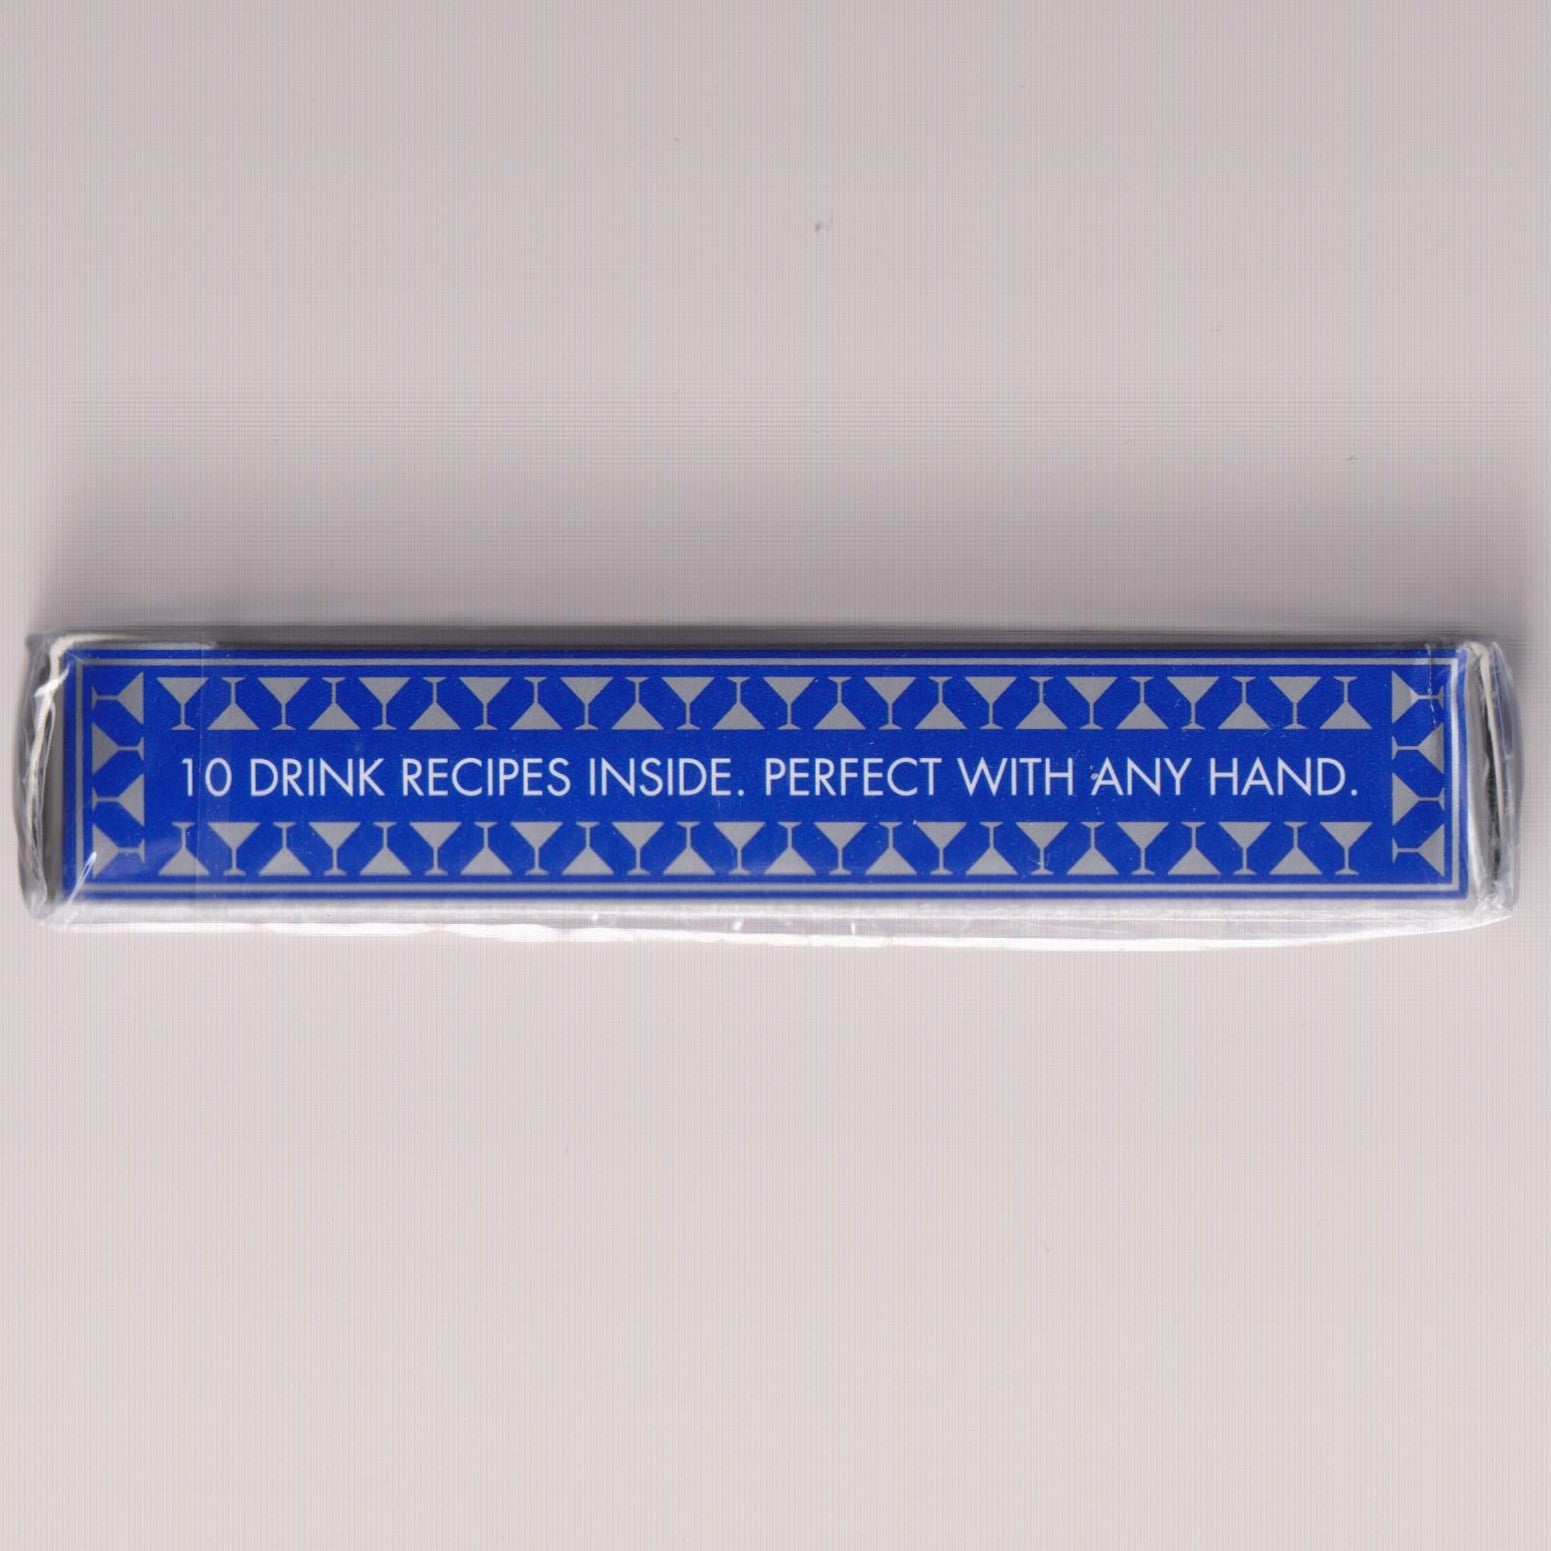 10 DRINK RECIPES INSIDE. PERFECT WITH ANY HAND.